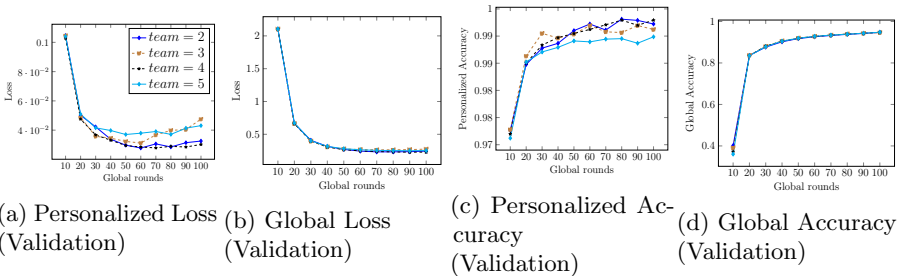 0.1
8·10⁻²
6·10⁻²
4·10⁻²
Loss
10 20 30 40 50 60 70 80 90 100
Global rounds
team = 2
team = 3
team = 4
team = 5
(a) Personalized Loss
(Validation)
2
1.5
1
0.5
Loss
10 20 30 40 50 60 70 80 90 100
Global rounds
(b) Global Loss
(Validation)
1
0.99
0.99
0.98
0.98
0.97
Personalized Accuracy
10 20 30 40 50 60 70 80 90 100
Global rounds
(c) Personalized Ac-
curacy
(Validation)
1
0.8
0.6
0.4
Global Accuracy
10 20 30 40 50 60 70 80 90 100
Global rounds
(d) Global Accuracy
(Validation)